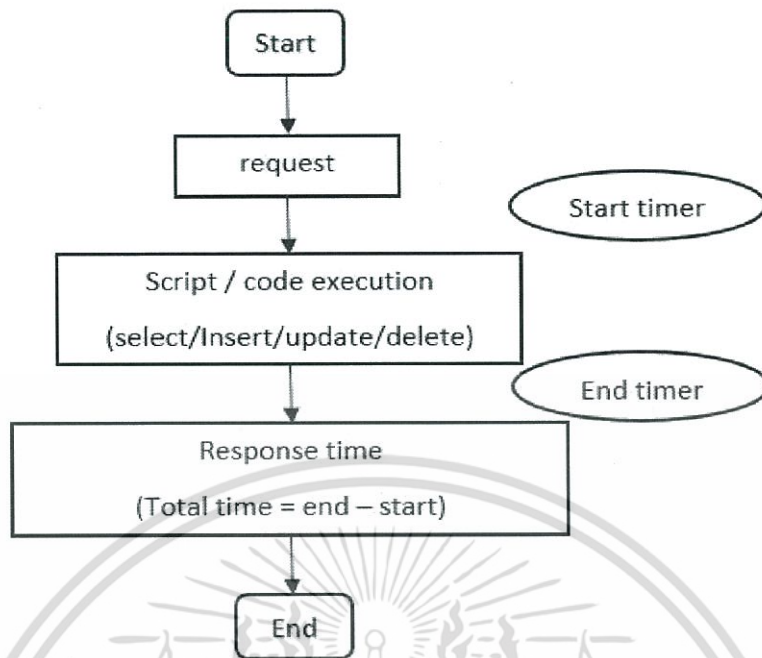 Start
request
Start timer
Script / code execution
(select/Insert/update/delete)
End timer
Response time
(Total time = end – start)
End